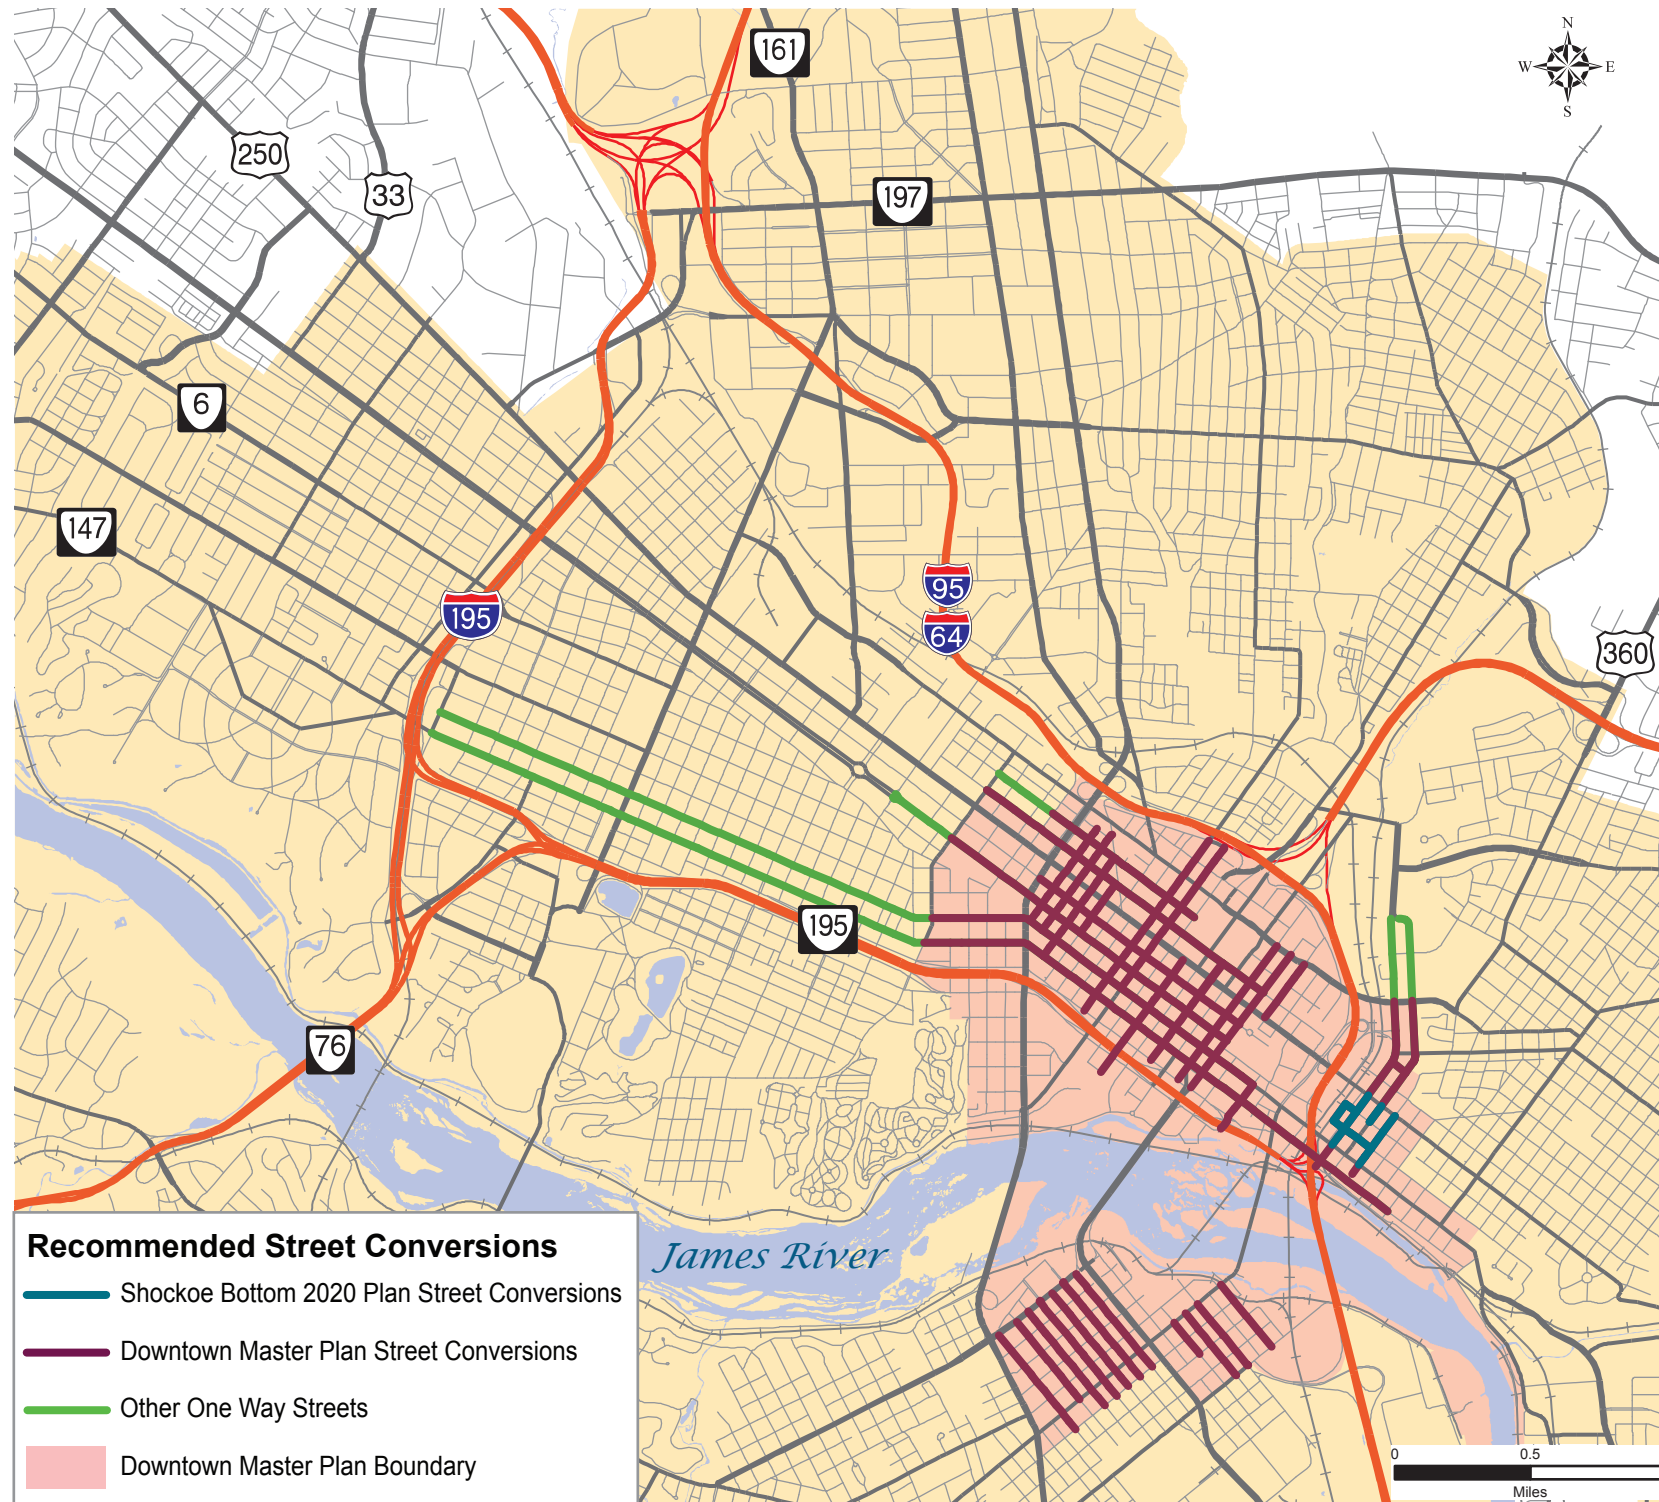 N
W E
S
161
250
33
197
6
147
95
195
64
360
195
76
James River
Recommended Street Conversions
Shockoe Bottom 2020 Plan Street Conversions
Downtown Master Plan Street Conversions
Other One Way Streets
Downtown Master Plan Boundary
0 0.5
Miles